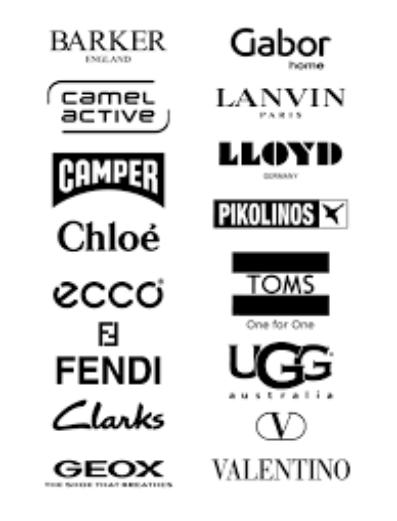 BARKER
ENGLAND
camel
active
CAMPER
Chloé
ecco
FENDI
Clarks
GEOX
THE SHOE THAT BREATHES
Gabor
home
LANVIN
PARIS
LLOYD
GERMANY
PIKOLINOS
TOMS
One for One
UGG
australia
V
VALENTINO